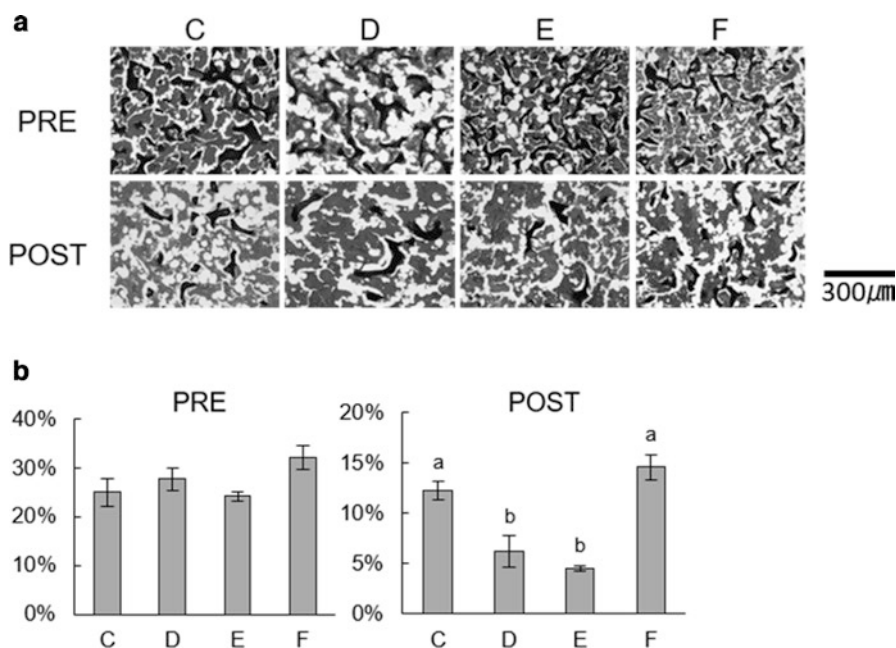 a
C D E F
PRE
POST
300μm
b
PRE POST
40%
30%
20%
10%
0%
C D E F
20%
15%
10%
5%
0%
a
b
b
a
C D E F